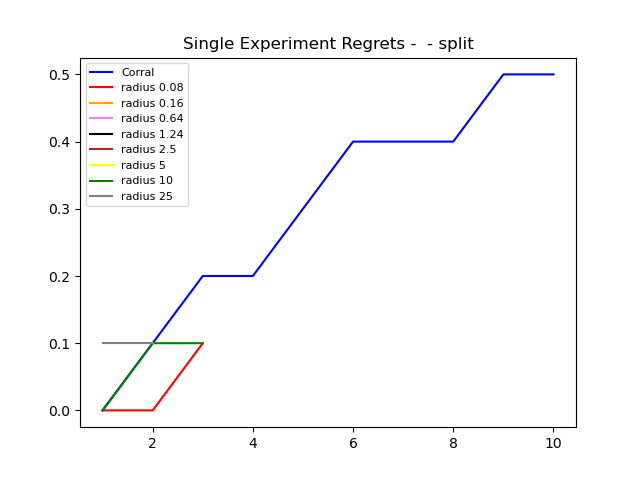 Single Experiment Regrets -  - split
Corral
radius 0.08
radius 0.16
radius 0.64
radius 1.24
radius 2.5
radius 5
radius 10
radius 25
0.5
0.4
0.3
0.2
0.1
0.0
2 4 6 8 10